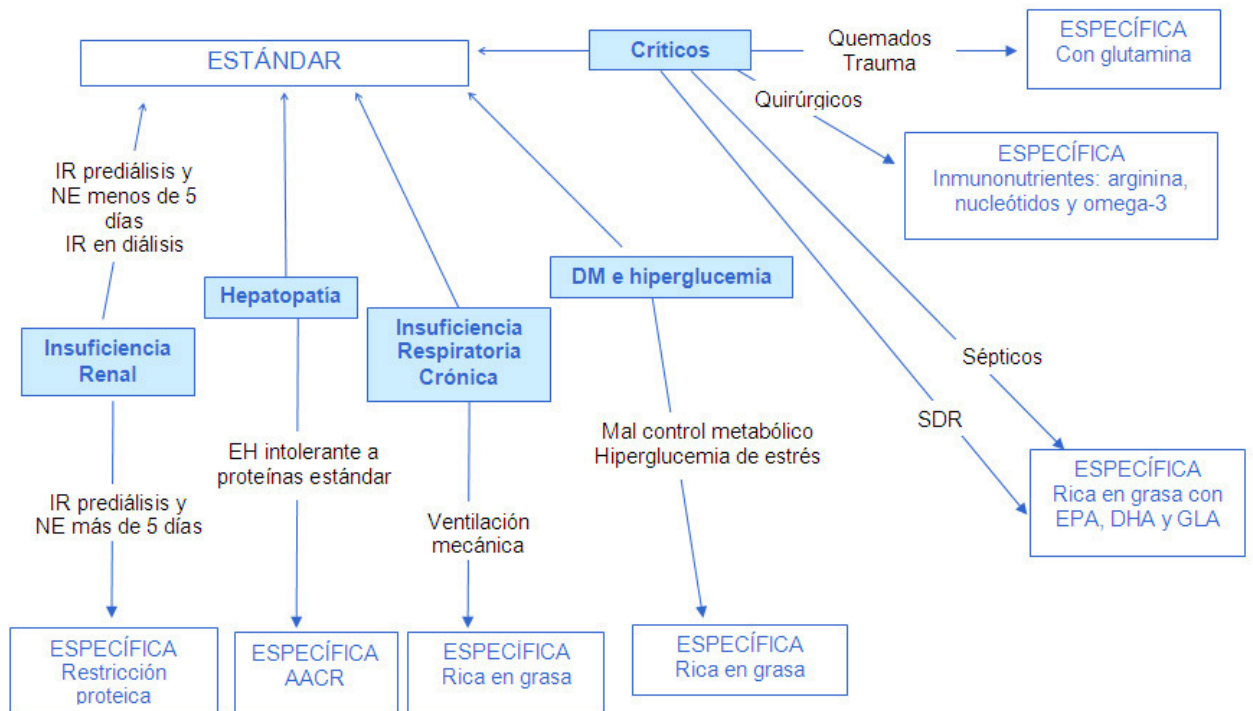 ESTÁNDAR
Críticos
Quemados
Trauma
ESPECÍFICA
Con glutamina
Quirúrgicos
ESPECÍFICA
Inmunonutrientes: arginina,
nucleótidos y omega-3
IR prediálisis y
NE menos de 5
días
IR en diálisis
Hepatopatía
DM e hiperglucemia
Insuficiencia
Renal
Insuficiencia
Respiratoria
Crónica
Sépticos
SDR
Mal control metabólico
Hiperglucemia de estrés
EH intolerante a
proteínas estándar
IR prediálisis y
NE más de 5 días
Ventilación
mecánica
ESPECÍFICA
Rica en grasa con
EPA, DHA y GLA
ESPECÍFICA
Restricción
proteica
ESPECÍFICA
AACR
ESPECÍFICA
Rica en grasa
ESPECÍFICA
Rica en grasa